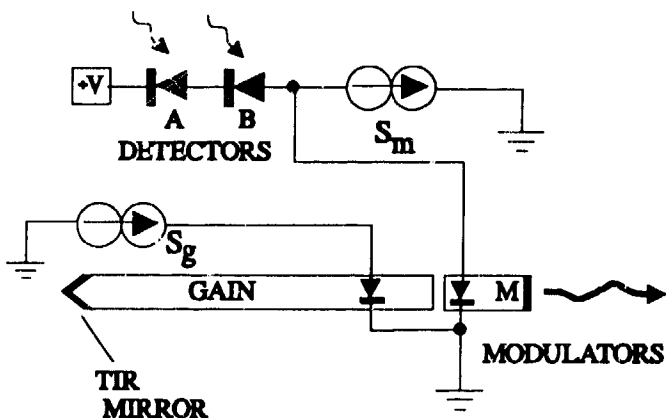 +V
A B
DETECTORS
Sm
Sg
GAIN
M
MODULATORS
TIR
MIRROR